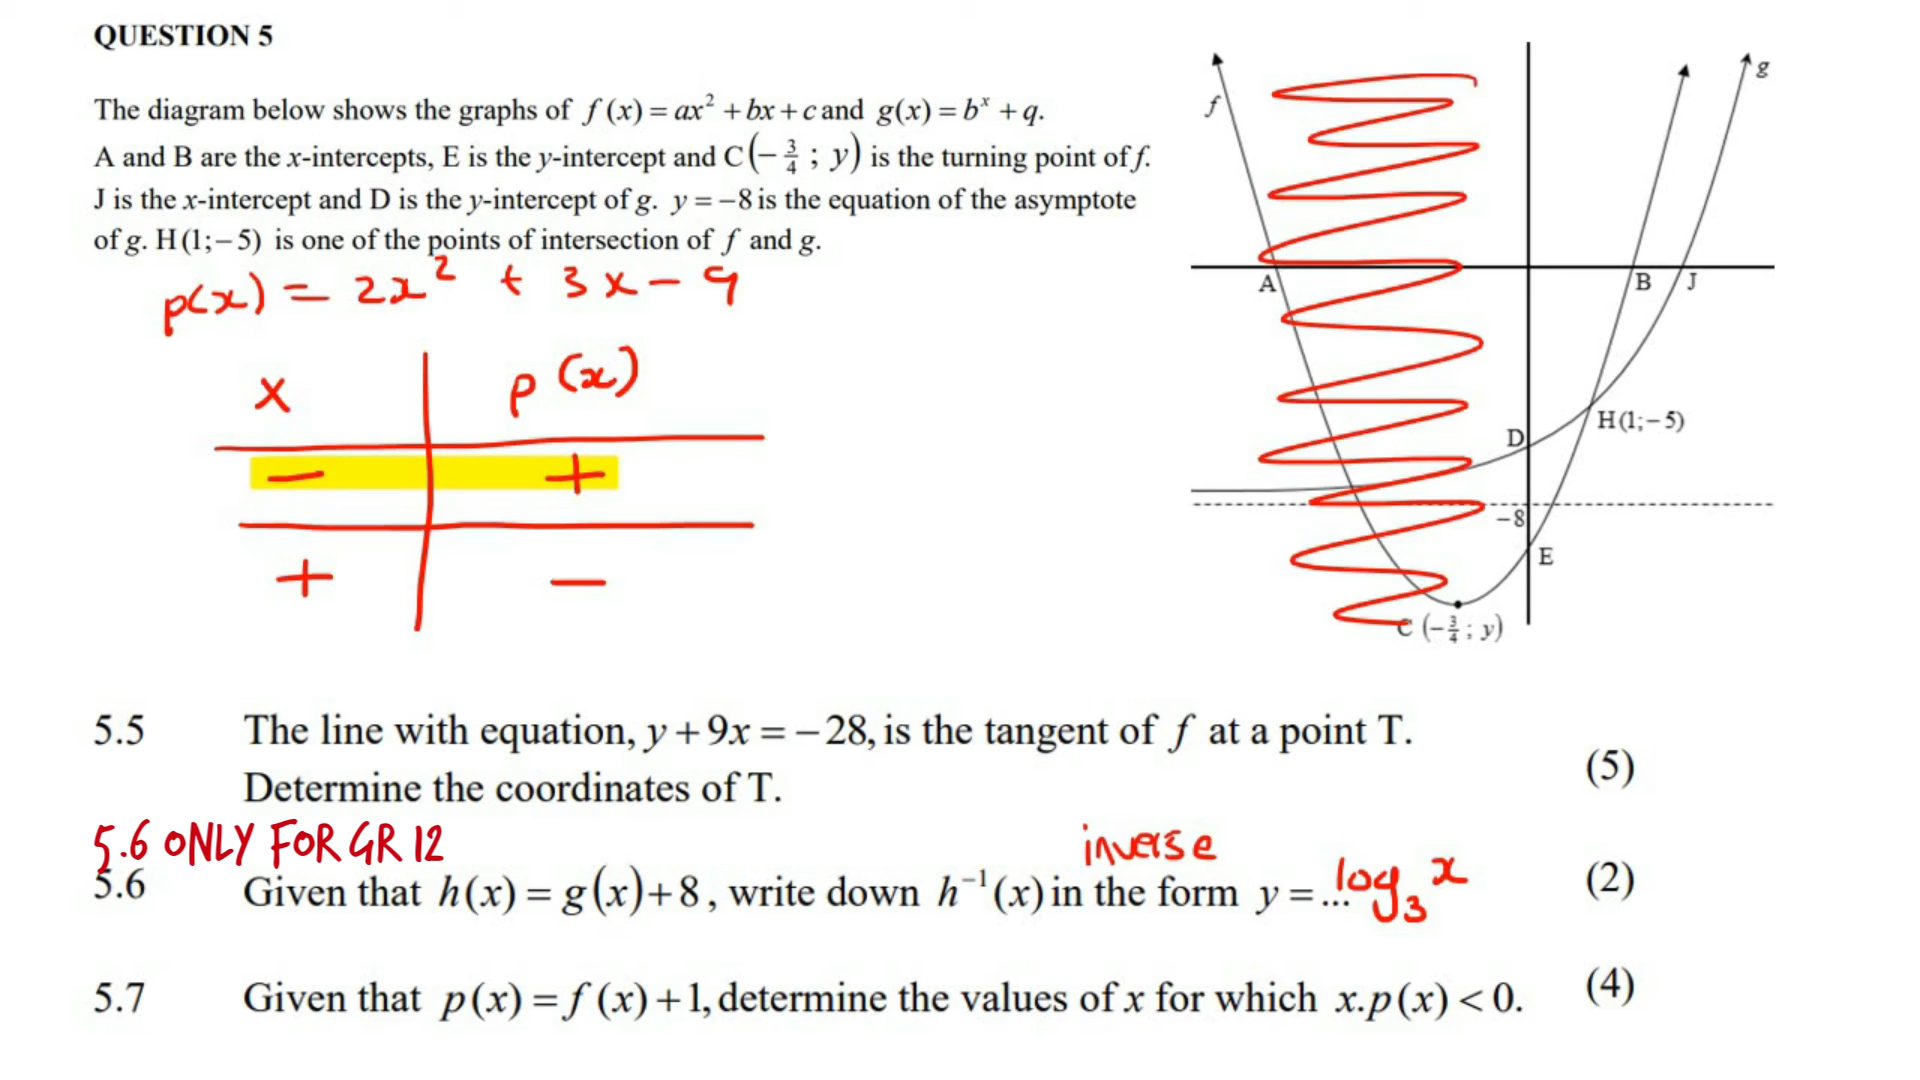 QUESTION 5
The diagram below shows the graphs of f(x) = ax² + bx + c and g(x) = bˣ + q.
A and B are the x-intercepts, E is the y-intercept and C(−3/4 ; y) is the turning point of f.
J is the x-intercept and D is the y-intercept of g. y = −8 is the equation of the asymptote
of g. H(1;−5) is one of the points of intersection of f and g.
p(x) = 2x² + 3x − 9
x p(x)
− +
+ −
f
g
A
B
J
D
H(1;−5)
−8
E
C (−3/4 ; y)
5.5 The line with equation, y + 9x = −28, is the tangent of f at a point T.
Determine the coordinates of T. (5)
5.6 ONLY FOR GR 12
inverse
5.6 Given that h(x) = g(x) + 8, write down h⁻¹(x) in the form y = ... log₃ x (2)
5.7 Given that p(x) = f(x) + 1, determine the values of x for which x.p(x) < 0. (4)